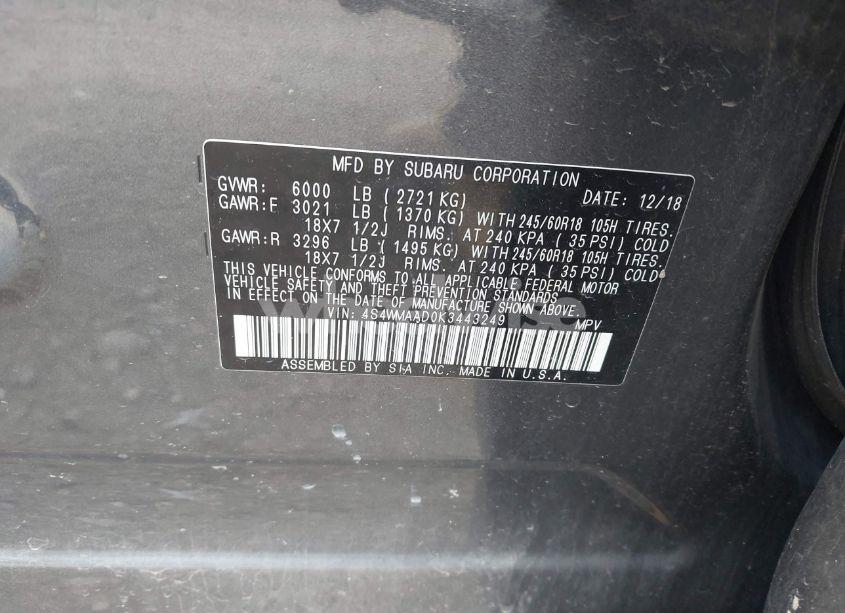 MFD BY SUBARU CORPORATION
GVWR: 6000 LB ( 2721 KG) DATE: 12/18
GAWR:F 3021 LB ( 1370 KG) WITH 245/60R18 105H TIRES.
18X7 1/2J RIMS. AT 240 KPA ( 35 PSI) COLD
GAWR:R 3296 LB ( 1495 KG) WITH 245/60R18 105H TIRES.
18X7 1/2J RIMS. AT 240 KPA ( 35 PSI) COLD
THIS VEHICLE CONFORMS TO ALL APPLICABLE FEDERAL MOTOR
VEHICLE SAFETY AND THEFT PREVENTION STANDARDS
IN EFFECT ON THE DATE OF MANUFACTURE SHOWN ABOVE.
VIN: 4S4WMAAD0K3443249 MPV
ASSEMBLED BY SIA INC. MADE IN U.S.A.